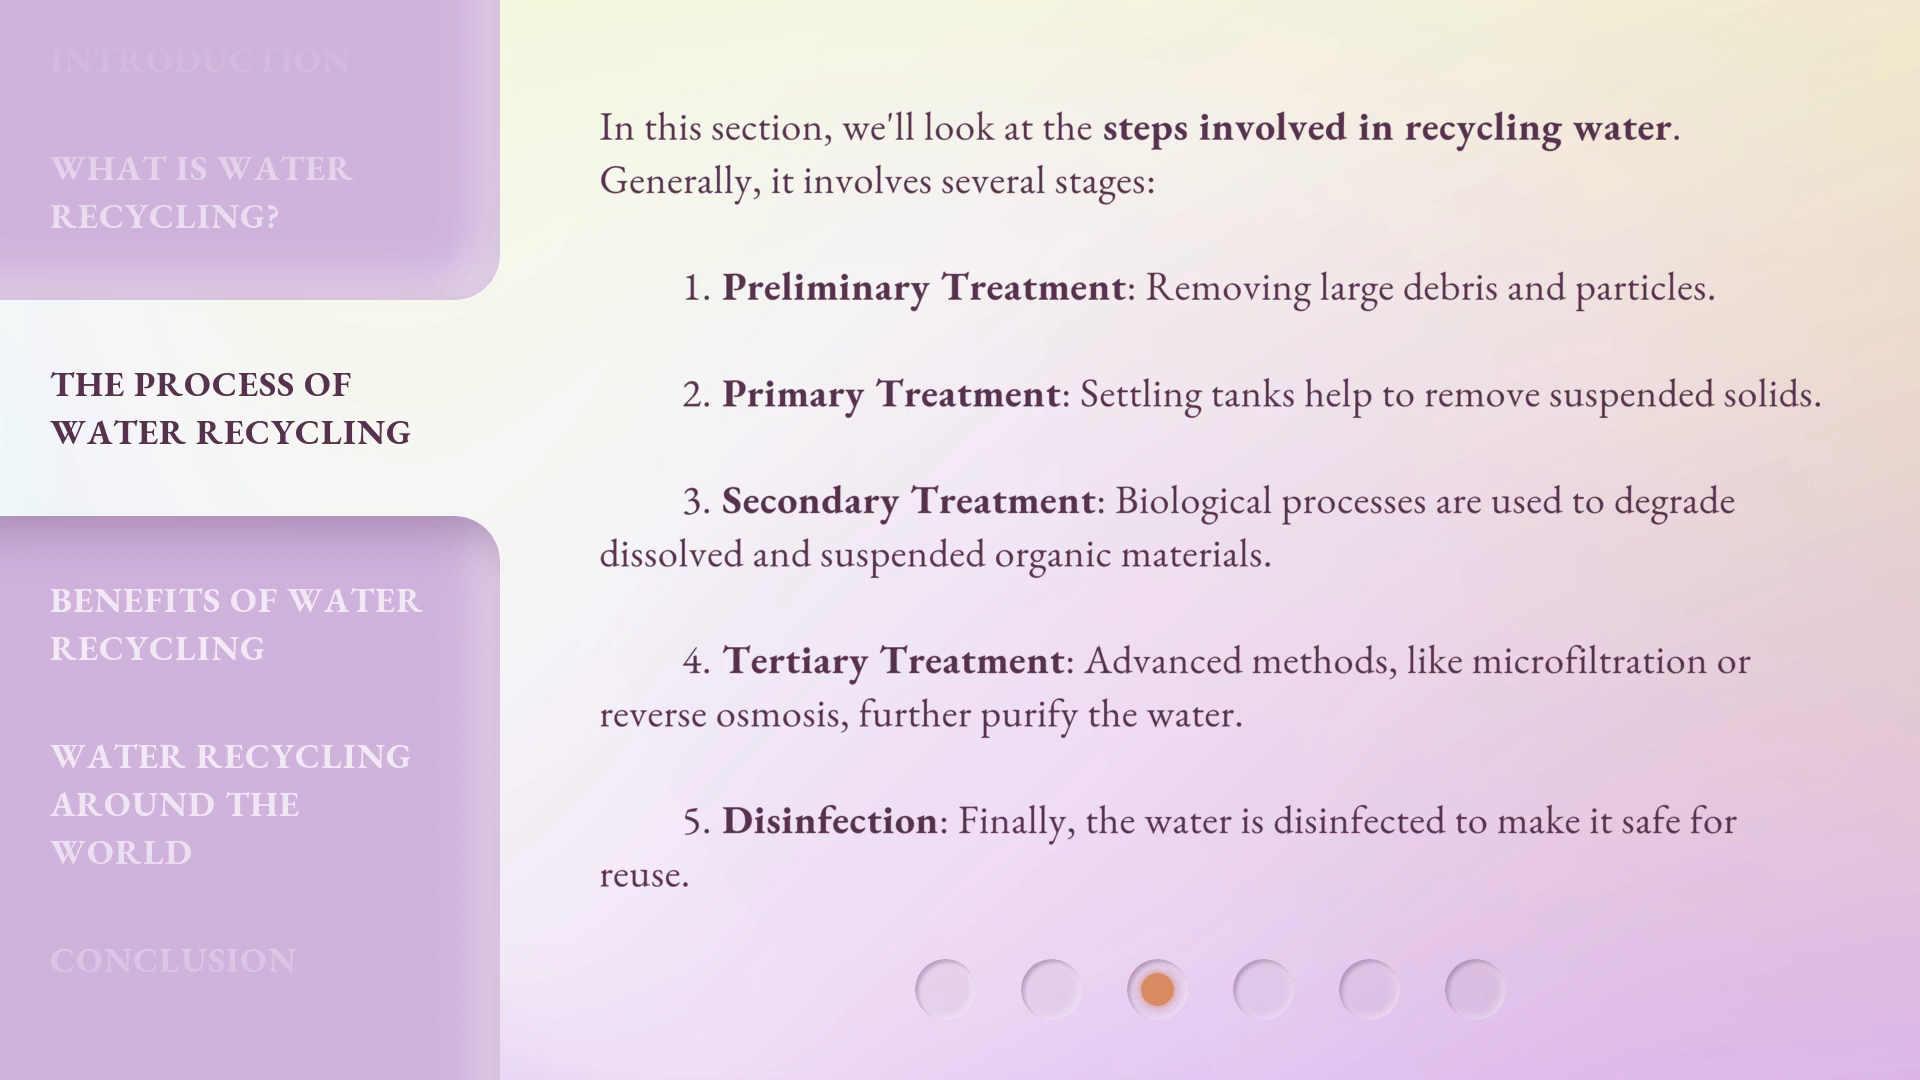 INTRODUCTION
WHAT IS WATER
RECYCLING?
THE PROCESS OF
WATER RECYCLING
BENEFITS OF WATER
RECYCLING
WATER RECYCLING
AROUND THE
WORLD
CONCLUSION
In this section, we'll look at the steps involved in recycling water.
Generally, it involves several stages:
1. Preliminary Treatment: Removing large debris and particles.
2. Primary Treatment: Settling tanks help to remove suspended solids.
3. Secondary Treatment: Biological processes are used to degrade
dissolved and suspended organic materials.
4. Tertiary Treatment: Advanced methods, like microfiltration or
reverse osmosis, further purify the water.
5. Disinfection: Finally, the water is disinfected to make it safe for
reuse.